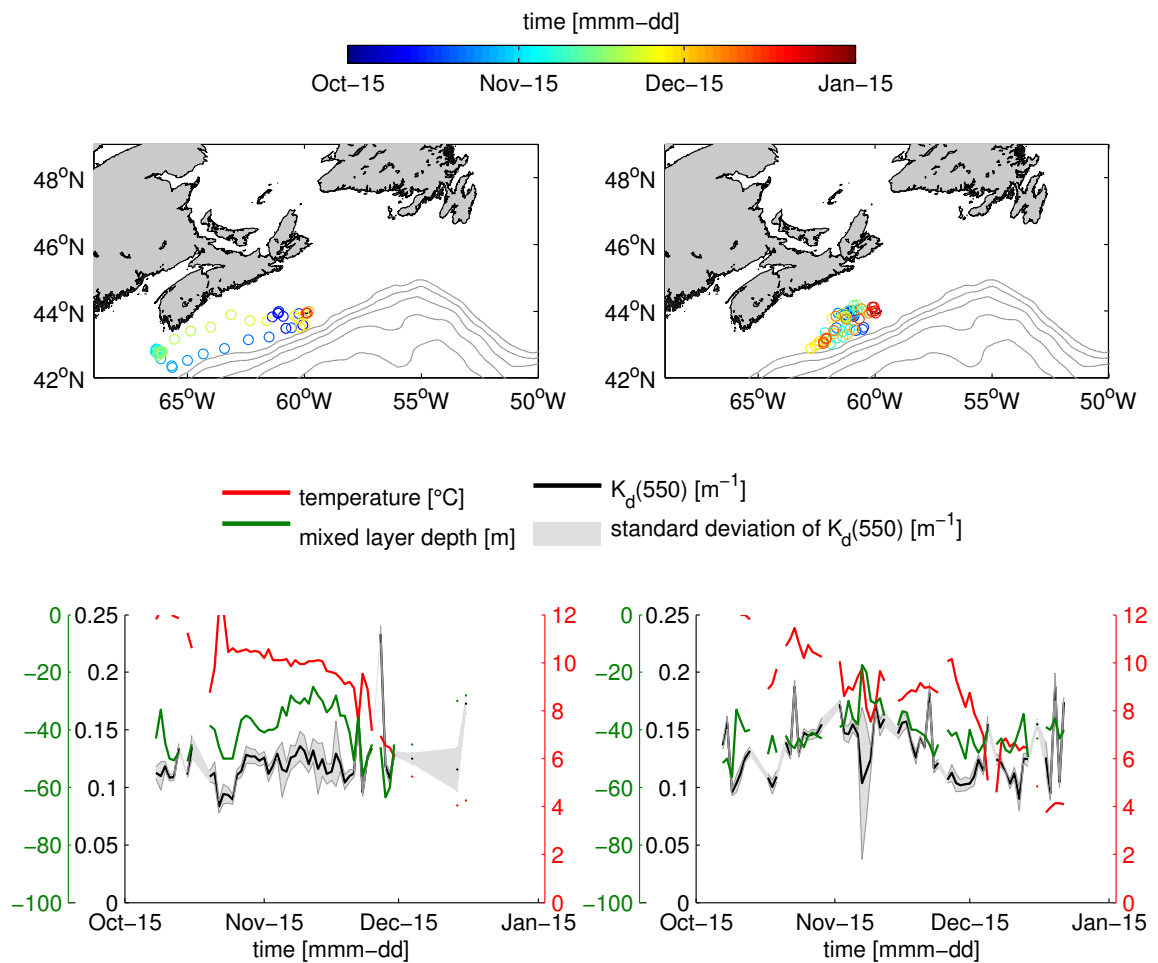 time [mmm−dd]
Oct−15 Nov−15 Dec−15 Jan−15
48°N 48°N
46°N 46°N
44°N 44°N
42°N 42°N
65°W 60°W 55°W 50°W 65°W 60°W 55°W 50°W
temperature [°C] K_d(550) [m⁻¹]
mixed layer depth [m] standard deviation of K_d(550) [m⁻¹]
0 0.25 12 0 0.25 12
10 10
−20 0.2 −20 0.2
8 8
−40 0.15 −40 0.15
6 6
−60 0.1 −60 0.1
4 4
−80 0.05 −80 0.05
2 2
−100 0 0 −100 0 0
Oct−15 Nov−15 Dec−15 Jan−15 Oct−15 Nov−15 Dec−15 Jan−15
time [mmm−dd] time [mmm−dd]